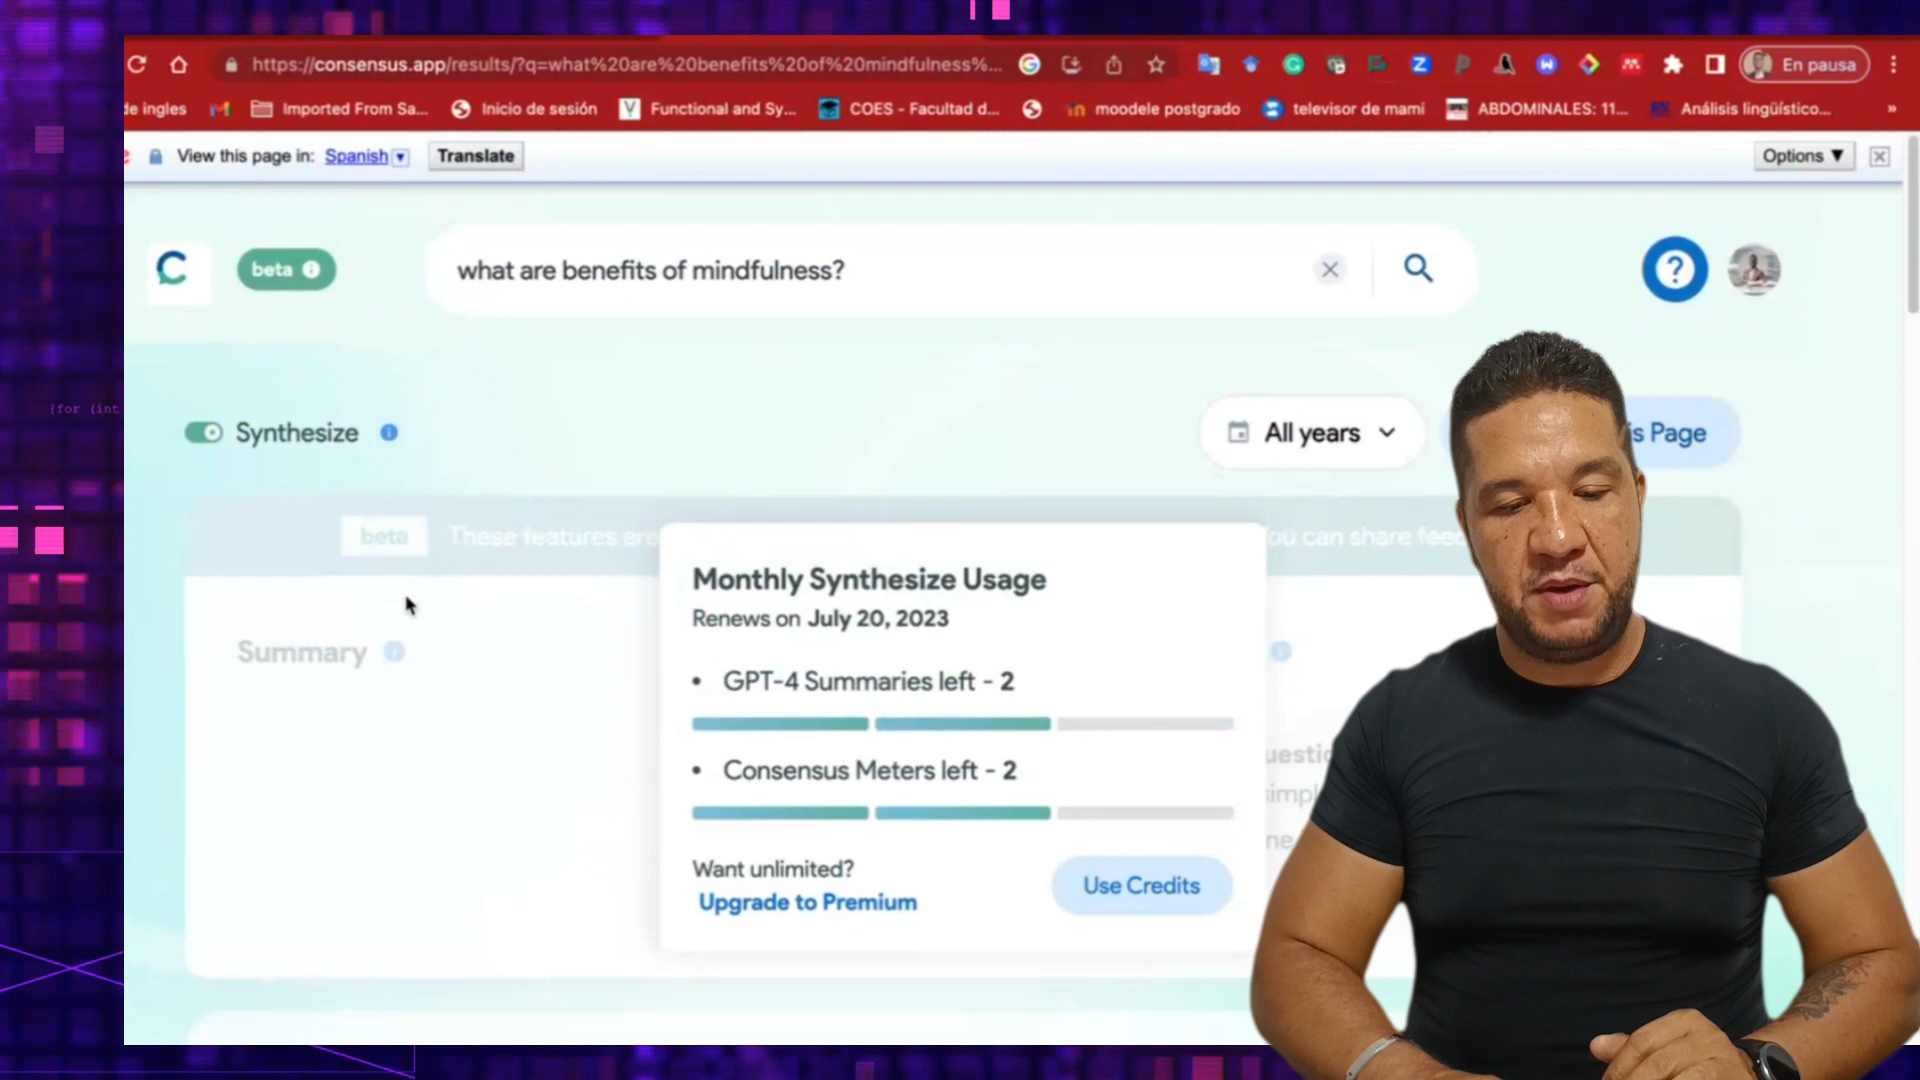 https://consensus.app/results/?q=what%20are%20benefits%20of%20mindfulness%...
En pausa
de ingles
Imported From Sa...
Inicio de sesión
Functional and Sy...
COES - Facultad d...
moodele postgrado
televisor de mami
ABDOMINALES: 11...
Análisis lingüístico...
»
View this page in: Spanish
Translate
Options
beta
what are benefits of mindfulness?
{for (int
Synthesize
All years
s Page
beta
These features are
ou can share feed
Monthly Synthesize Usage
Renews on July 20, 2023
Summary
• GPT-4 Summaries left - 2
• Consensus Meters left - 2
Want unlimited?
Upgrade to Premium
Use Credits